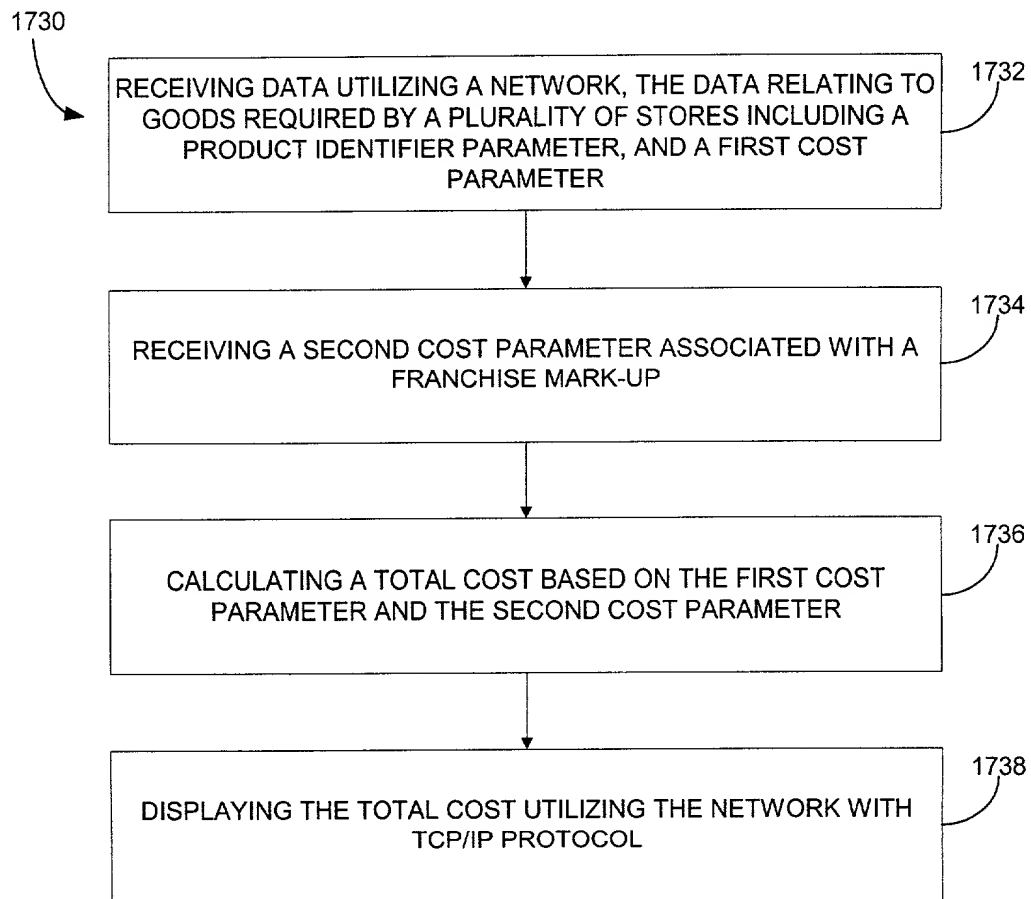 1730
RECEIVING DATA UTILIZING A NETWORK, THE DATA RELATING TO
GOODS REQUIRED BY A PLURALITY OF STORES INCLUDING A
PRODUCT IDENTIFIER PARAMETER, AND A FIRST COST
PARAMETER
1732
RECEIVING A SECOND COST PARAMETER ASSOCIATED WITH A
FRANCHISE MARK-UP
1734
CALCULATING A TOTAL COST BASED ON THE FIRST COST
PARAMETER AND THE SECOND COST PARAMETER
1736
DISPLAYING THE TOTAL COST UTILIZING THE NETWORK WITH
TCP/IP PROTOCOL
1738